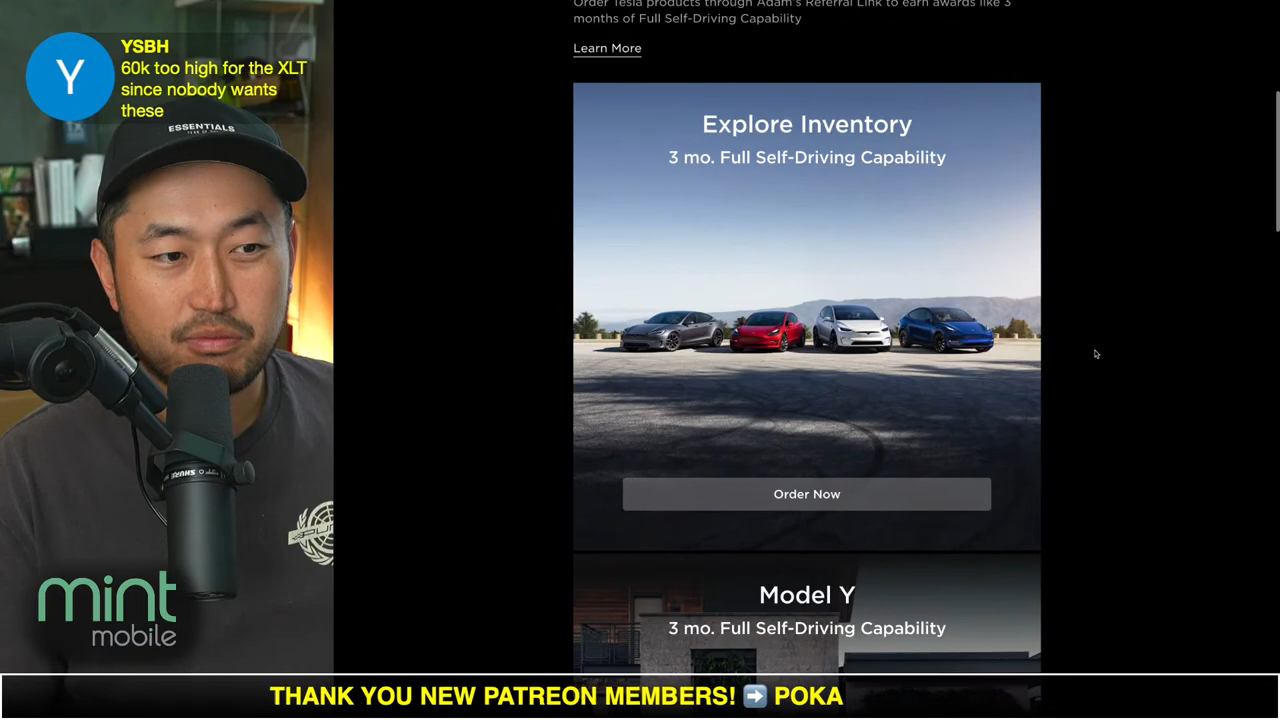 YSBH
60k too high for the XLT
since nobody wants
these
Y
ESSENTIALS
SHURE
mint
mobile
Order Tesla products through Adam's Referral Link to earn awards like 3
months of Full Self-Driving Capability
Learn More
Explore Inventory
3 mo. Full Self-Driving Capability
Order Now
Model Y
3 mo. Full Self-Driving Capability
THANK YOU NEW PATREON MEMBERS! ➡️ POKA